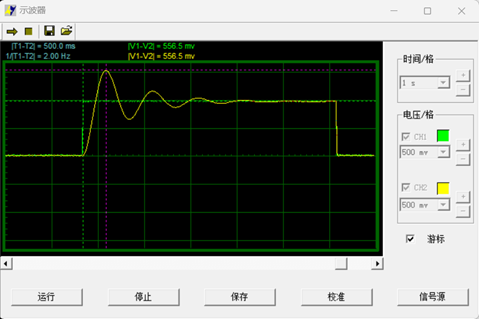 示波器
|T1-T2| = 500.0 ms |V1-V2| = 556.5 mv
1/|T1-T2| = 2.00 Hz |V1-V2| = 556.5 mv
时间/格
1 s
+
-
电压/格
CH1
500 mv
+
-
CH2
500 mv
+
-
游标
运行 停止 保存 校准 信号源